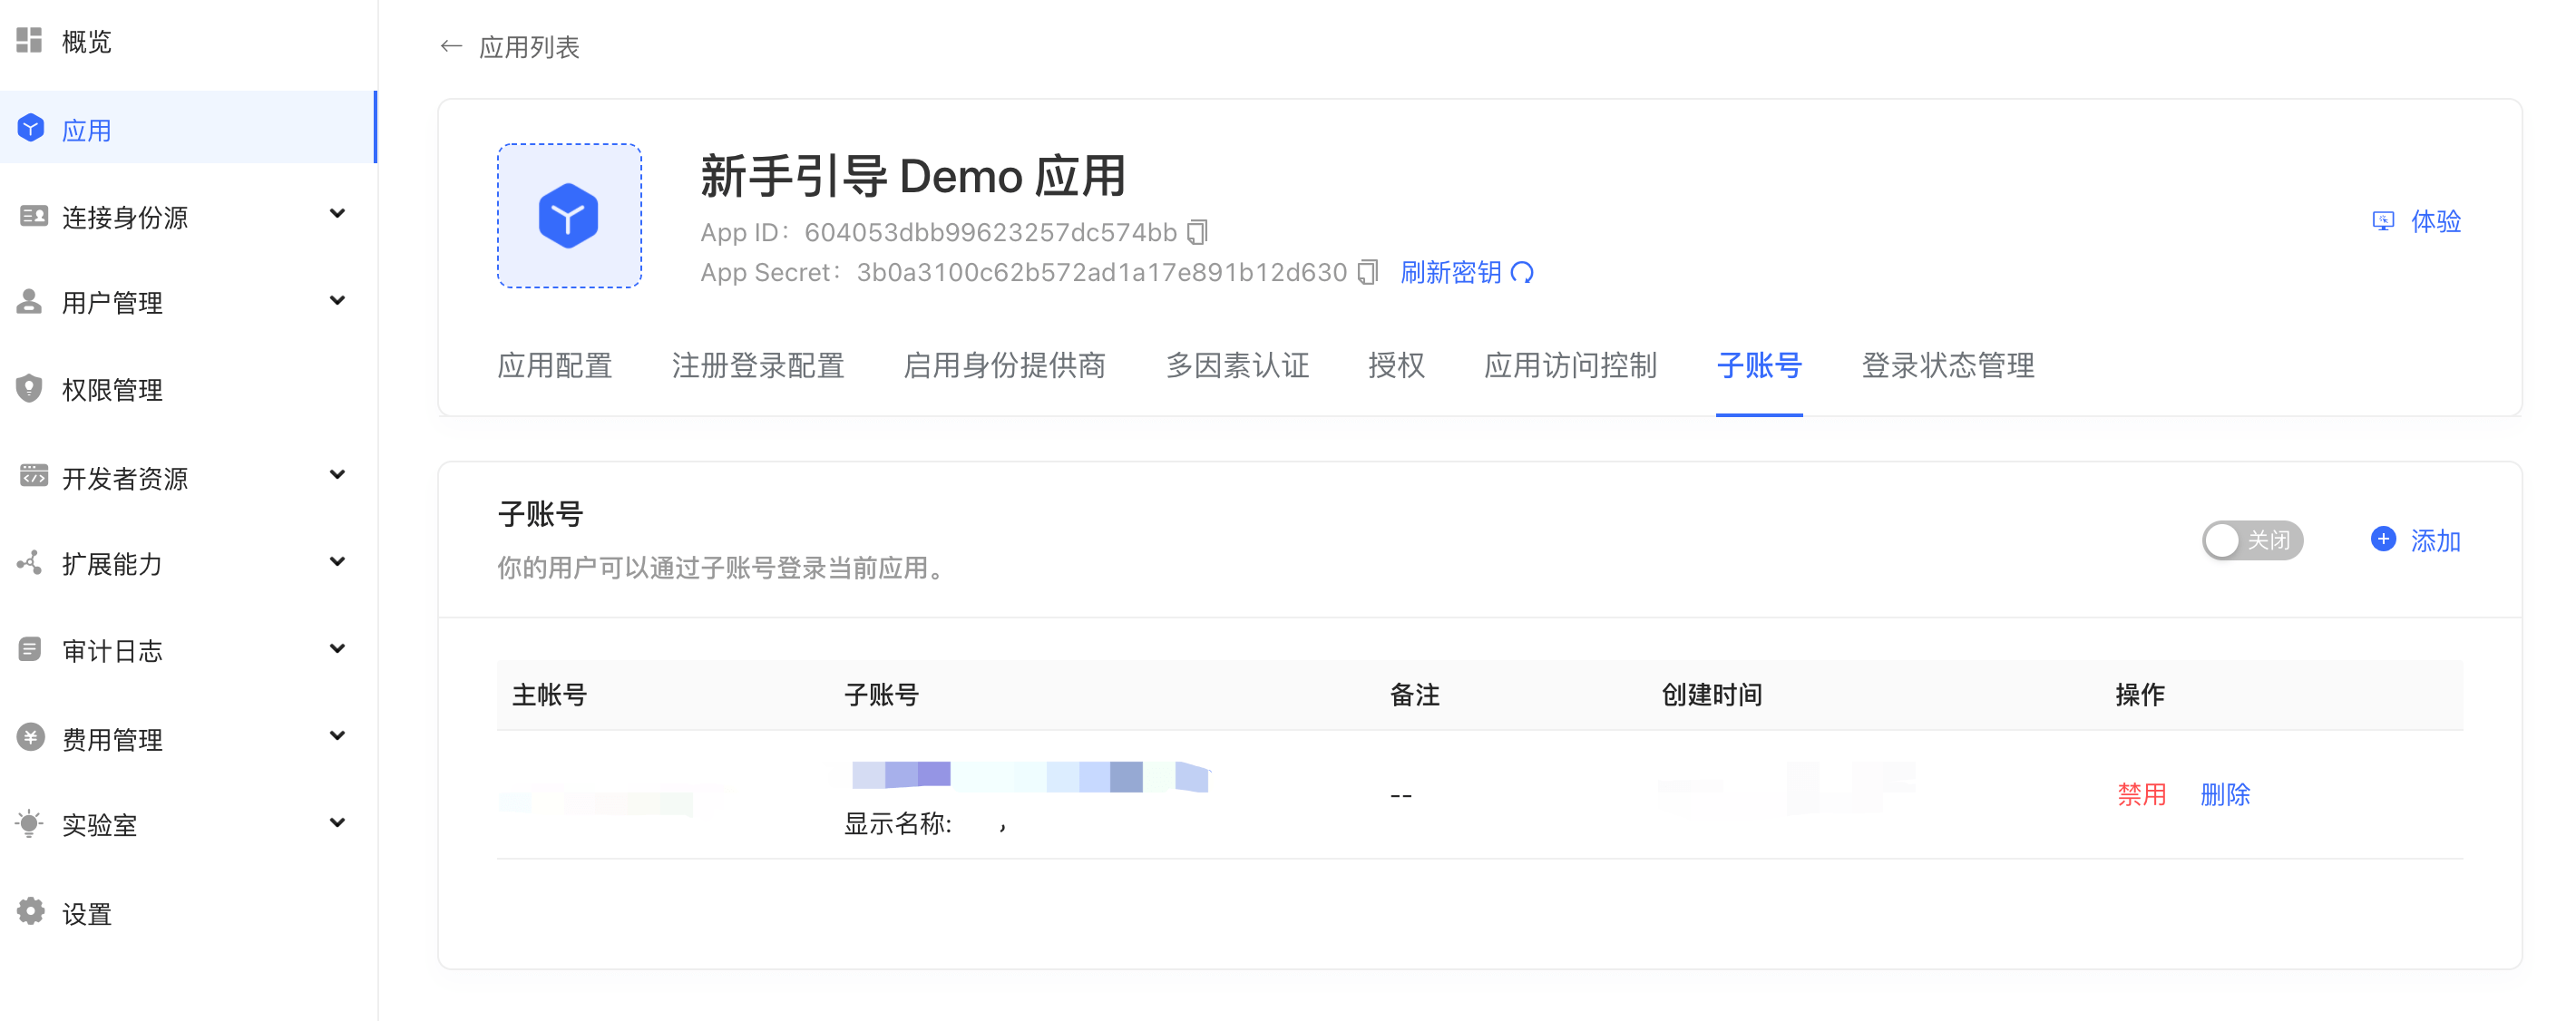 概览
应用
连接身份源
用户管理
权限管理
开发者资源
扩展能力
审计日志
费用管理
实验室
设置
← 应用列表
新手引导 Demo 应用
App ID：604053dbb99623257dc574bb
App Secret：3b0a3100c62b572ad1a17e891b12d630 刷新密钥
体验
应用配置 注册登录配置 启用身份提供商 多因素认证 授权 应用访问控制 子账号 登录状态管理
子账号
你的用户可以通过子账号登录当前应用。
关闭 添加
主帐号 子账号 备注 创建时间 操作
显示名称: ，
-- 禁用 删除